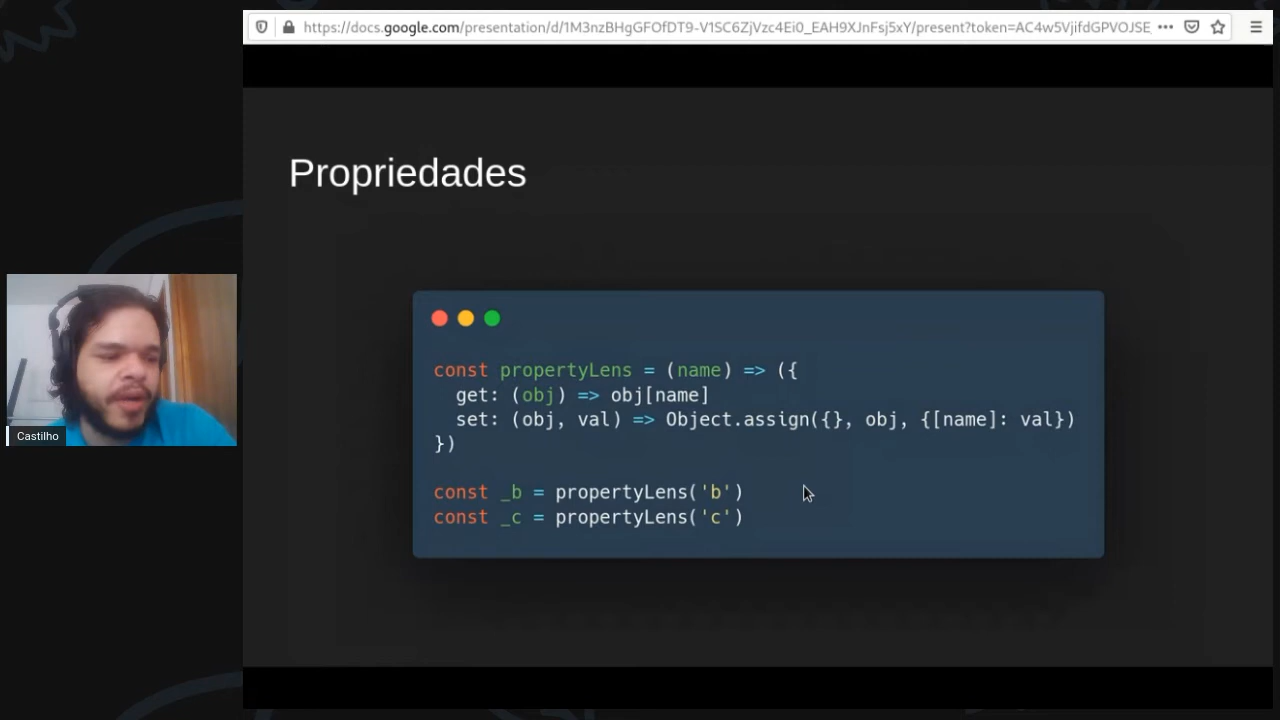 https://docs.google.com/presentation/d/1M3nzBHgGFOfDT9-V1SC6ZjVzc4Ei0_EAH9XJnFsj5xY/present?token=AC4w5VjifdGPVOJSE
Propriedades
const propertyLens = (name) => ({
  get: (obj) => obj[name]
  set: (obj, val) => Object.assign({}, obj, {[name]: val})
})
const _b = propertyLens('b')
const _c = propertyLens('c')
Castilho